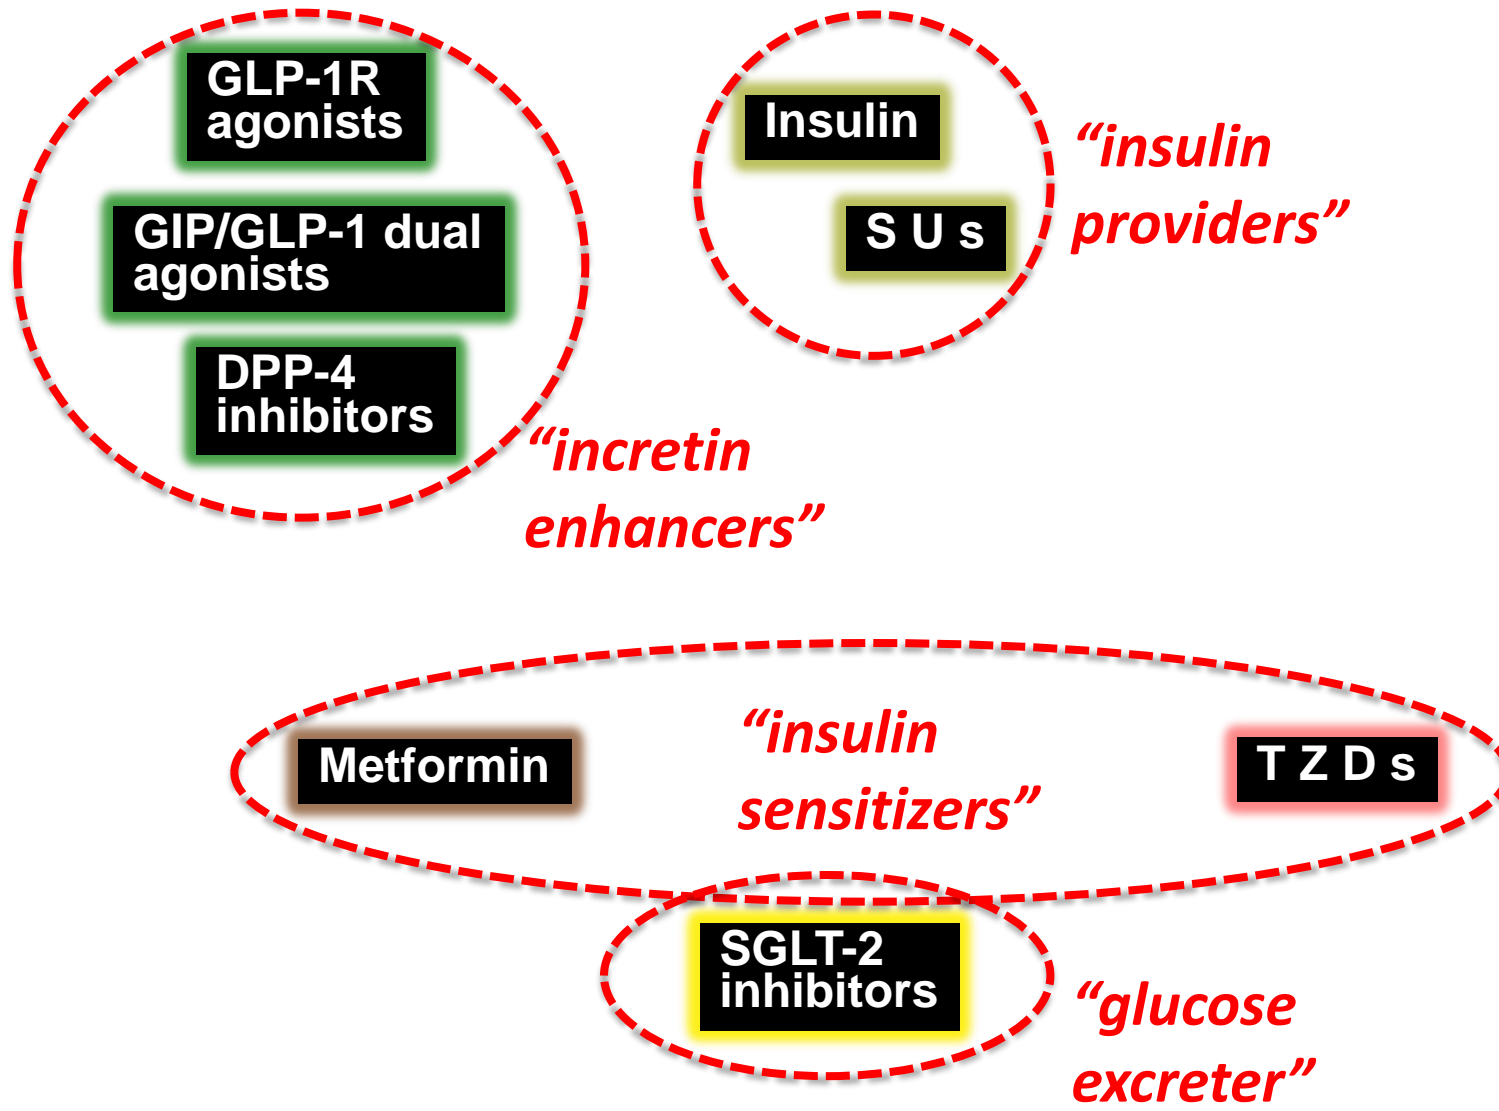 GLP-1R
agonists
GIP/GLP-1 dual
agonists
DPP-4
inhibitors
“incretin
enhancers”
Insulin
S U s
“insulin
providers”
Metformin
“insulin
sensitizers”
T Z D s
SGLT-2
inhibitors
“glucose
excreter”